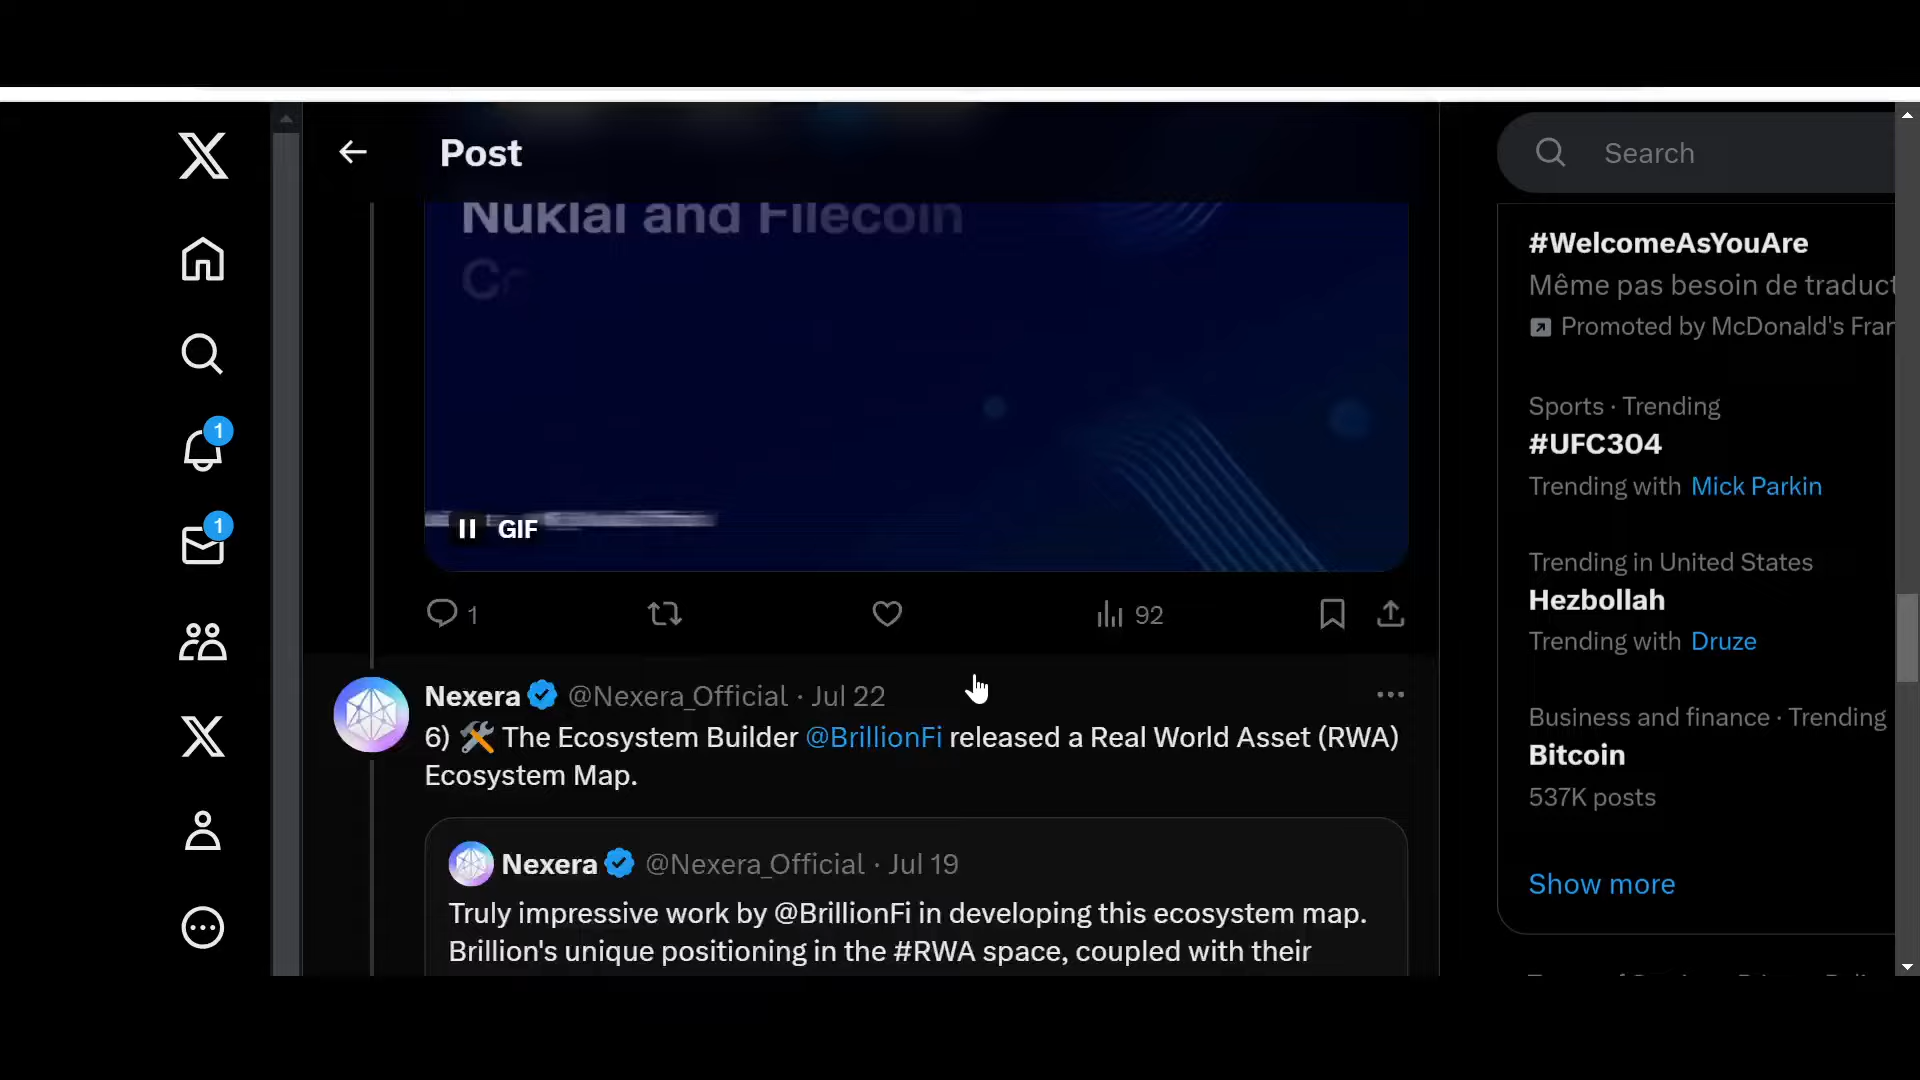 Post
Search
Nuklai and Filecoin
GIF
1
92
Nexera @Nexera_Official · Jul 22
6) 🛠 The Ecosystem Builder @BrillionFi released a Real World Asset (RWA)
Ecosystem Map.
Nexera @Nexera_Official · Jul 19
Truly impressive work by @BrillionFi in developing this ecosystem map.
Brillion's unique positioning in the #RWA space, coupled with their
1
1
#WelcomeAsYouAre
Même pas besoin de traduct
Promoted by McDonald's Fran
Sports · Trending
#UFC304
Trending with Mick Parkin
Trending in United States
Hezbollah
Trending with Druze
Business and finance · Trending
Bitcoin
537K posts
Show more